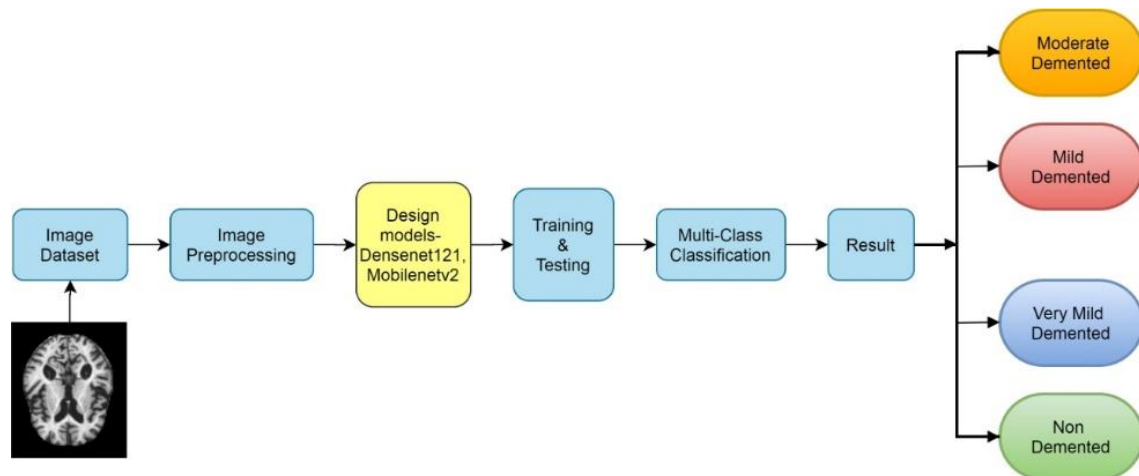 Image
Dataset
Image
Preprocessing
Design
models-
Densenet121,
Mobilenetv2
Training
&
Testing
Multi-Class
Classification
Result
Moderate
Demented
Mild
Demented
Very Mild
Demented
Non
Demented